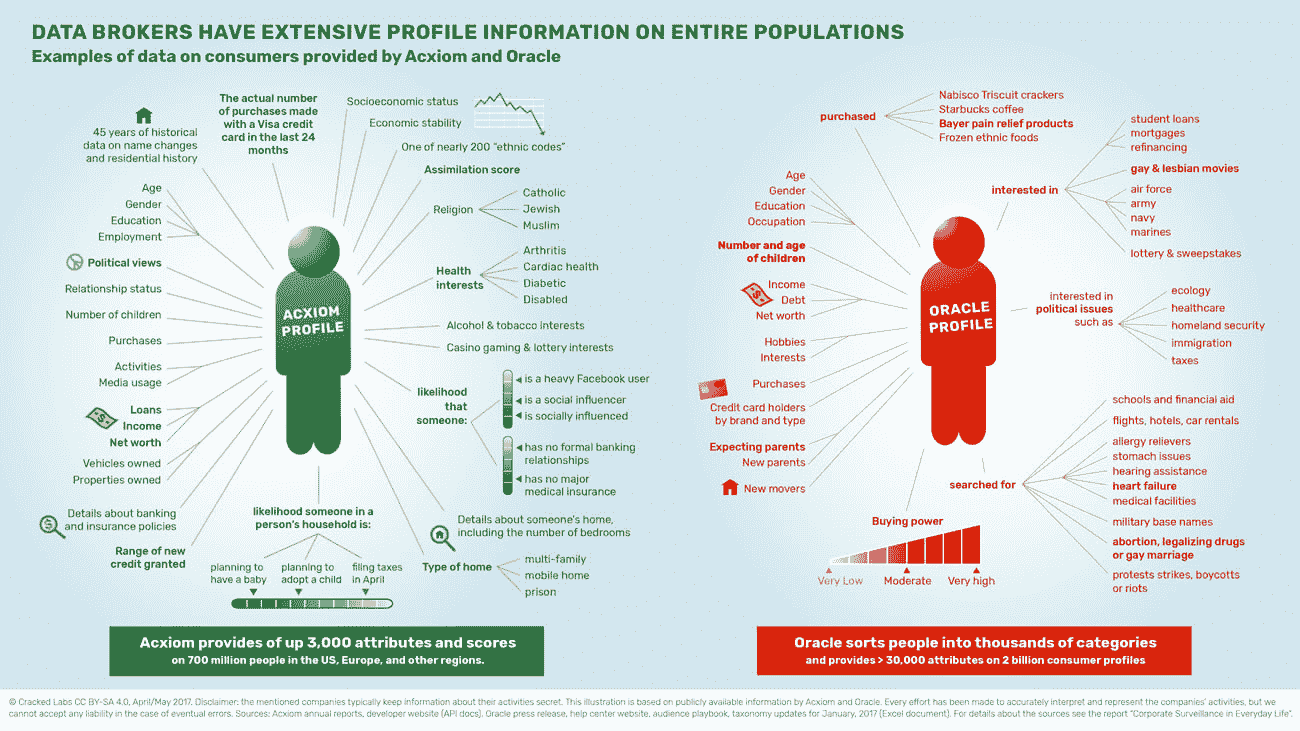 DATA BROKERS HAVE EXTENSIVE PROFILE INFORMATION ON ENTIRE POPULATIONS
Examples of data on consumers provided by Acxiom and Oracle
45 years of historical
data on name changes
and residential history
The actual number
of purchases made
with a Visa credit
card in the last 24
months
Socioeconomic status
Economic stability
One of nearly 200 "ethnic codes"
Assimilation score
Religion
Catholic
Jewish
Muslim
Health
interests
Arthritis
Cardiac health
Diabetic
Disabled
Alcohol & tobacco interests
Casino gaming & lottery interests
likelihood
that
someone:
is a heavy Facebook user
is a social influencer
is socially influenced
has no formal banking
relationships
has no major
medical insurance
Details about someone's home,
including the number of bedrooms
Type of home
multi-family
mobile home
prison
Age
Gender
Education
Employment
Political views
Relationship status
Number of children
Purchases
Activities
Media usage
Loans
Income
Net worth
Vehicles owned
Properties owned
Details about banking
and insurance policies
Range of new
credit granted
likelihood someone in a
person's household is:
planning to
have a baby
planning to
adopt a child
filing taxes
in April
ACXIOM
PROFILE
Acxiom provides of up 3,000 attributes and scores
on 700 million people in the US, Europe, and other regions.
purchased
Nabisco Triscuit crackers
Starbucks coffee
Bayer pain relief products
Frozen ethnic foods
interested in
student loans
mortgages
refinancing
gay & lesbian movies
air force
army
navy
marines
lottery & sweepstakes
interested in
political issues
such as
ecology
healthcare
homeland security
immigration
taxes
searched for
schools and financial aid
flights, hotels, car rentals
allergy relievers
stomach issues
hearing assistance
heart failure
medical facilities
military base names
abortion, legalizing drugs
or gay marriage
protests strikes, boycotts
or riots
Age
Gender
Education
Occupation
Number and age
of children
Income
Debt
Net worth
Hobbies
Interests
Purchases
Credit card holders
by brand and type
Expecting parents
New parents
New movers
Buying power
Very Low
Moderate
Very high
ORACLE
PROFILE
Oracle sorts people into thousands of categories
and provides > 30,000 attributes on 2 billion consumer profiles
© Cracked Labs CC BY-SA 4.0, April/May 2017. Disclaimer: the mentioned companies typically keep information about their activities secret. This illustration is based on publicly available information by Acxiom and Oracle. Every effort has been made to accurately interpret and represent the companies' activities, but we
cannot accept any liability in the case of eventual errors. Sources: Acxiom annual reports, developer website (API docs). Oracle press release, help center website, audience playbook, taxonomy updates for January, 2017 (Excel document). For details about the sources see the report "Corporate Surveillance in Everyday Life".